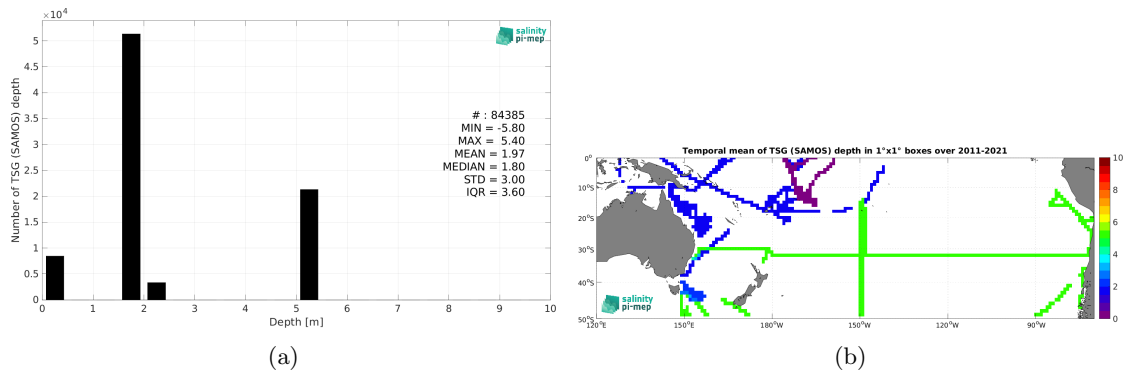 ×10⁴
5
4.5
4
3.5
3
2.5
2
1.5
1
0.5
0
Number of TSG (SAMOS) depth
0 1 2 3 4 5 6 7 8 9 10
Depth [m]
salinity
pi-mep
# : 84385
MIN = -5.80
MAX = 5.40
MEAN = 1.97
MEDIAN = 1.80
STD = 3.00
IQR = 3.60
(a)
Temporal mean of TSG (SAMOS) depth in 1°x1° boxes over 2011-2021
0°
10°S
20°S
30°S
40°S
50°S
120°E 150°E 180°W 150°W 120°W 90°W
salinity
pi-mep
10
8
6
4
2
0
(b)